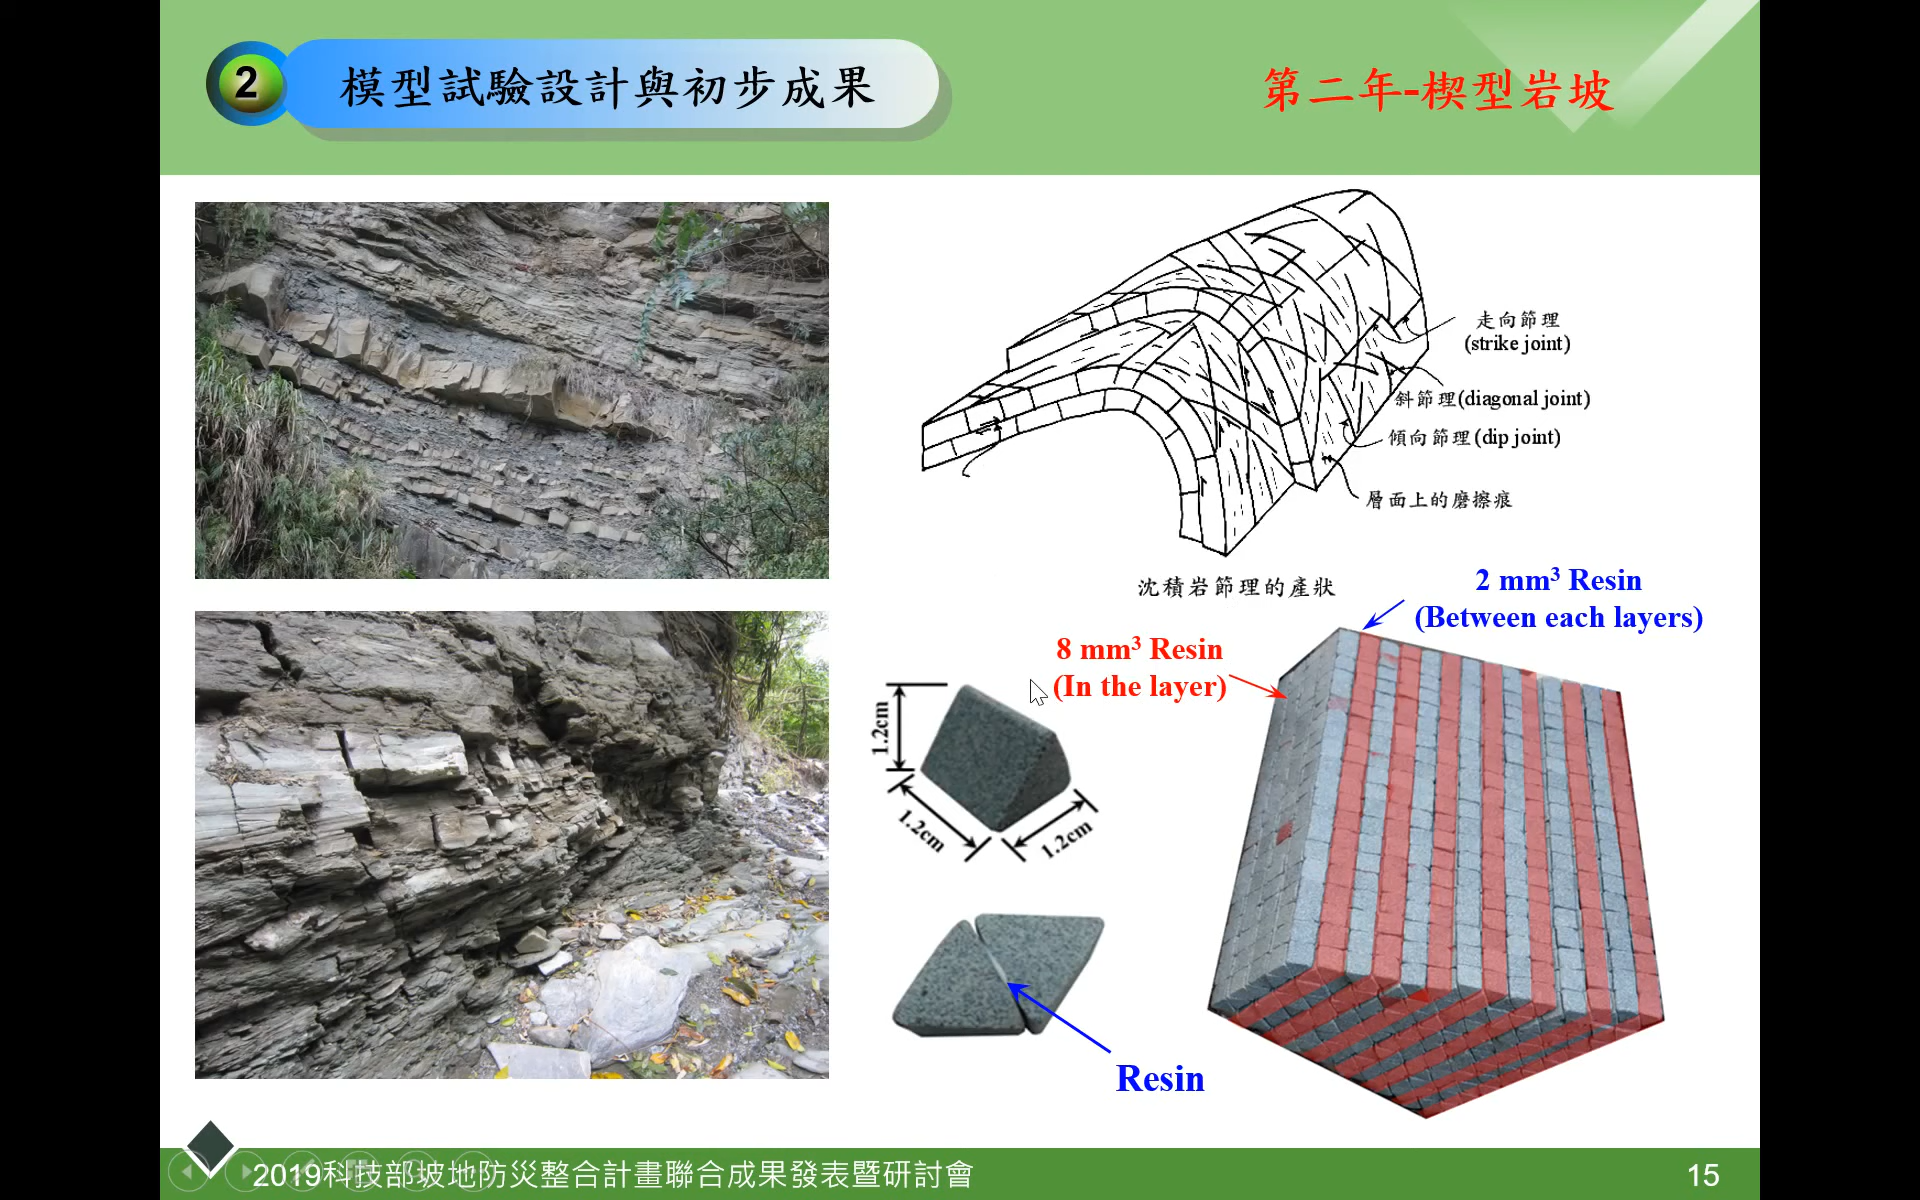 2
模型試驗設計與初步成果
第二年-楔型岩坡
走向節理
(strike joint)
斜節理(diagonal joint)
傾向節理(dip joint)
層面上的磨擦痕
沈積岩節理的產狀
2 mm³ Resin
(Between each layers)
8 mm³ Resin
(In the layer)
1.2cm
1.2cm
1.2cm
Resin
2019科技部坡地防災整合計畫聯合成果發表暨研討會
15